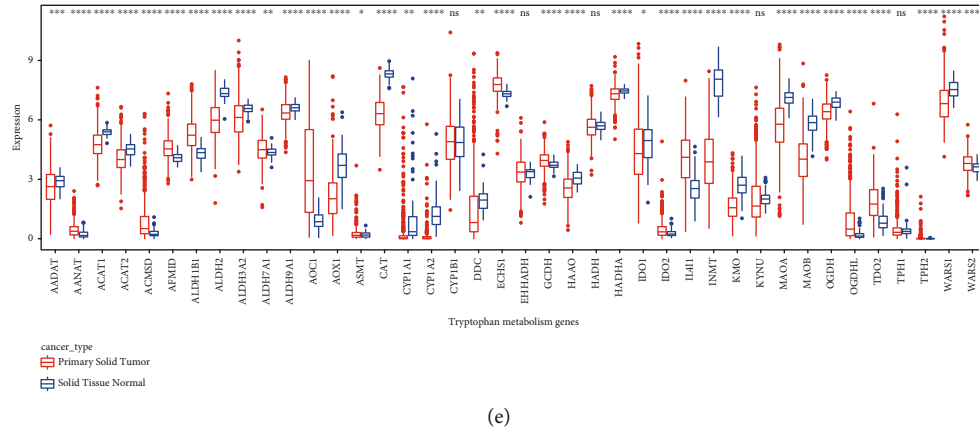 *** **** **** **** **** **** **** **** **** ** **** **** **** * **** ** **** ns ** **** ns **** **** ns **** * **** **** **** **** **** **** **** **** **** **** ns **** **** ****
9
6
3
0
Expression
AADAT
AANAT
ACAT1
ACAT2
ACMSD
AFMID
ALDH1B1
ALDH2
ALDH3A2
ALDH7A1
ALDH9A1
AOC1
AOX1
ASMT
CAT
CYP1A1
CYP1A2
CYP1B1
DDC
ECHS1
EHHADH
GCDH
HAAO
HADH
HADHA
IDO1
IDO2
IL4I1
INMT
KMO
KYNU
MAOA
MAOB
OGDH
OGDHL
TDO2
TPH1
TPH2
WARS1
WARS2
Tryptophan metabolism genes
cancer_type
Primary Solid Tumor
Solid Tissue Normal
(e)